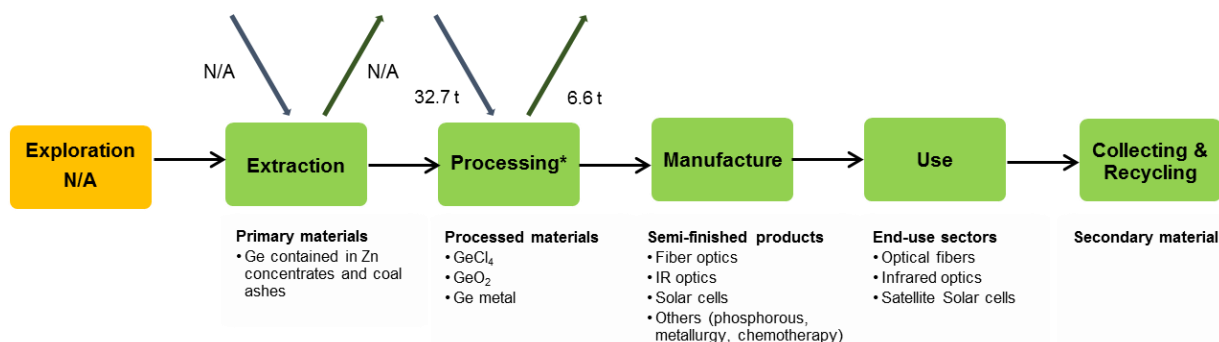 N/A
N/A
32.7 t
6.6 t
Exploration
N/A
Extraction
Processing*
Manufacture
Use
Collecting &
Recycling
Primary materials
• Ge contained in Zn
concentrates and coal
ashes
Processed materials
• GeCl₄
• GeO₂
• Ge metal
Semi-finished products
• Fiber optics
• IR optics
• Solar cells
• Others (phosphorous,
metallurgy, chemotherapy)
End-use sectors
• Optical fibers
• Infrared optics
• Satellite Solar cells
Secondary material